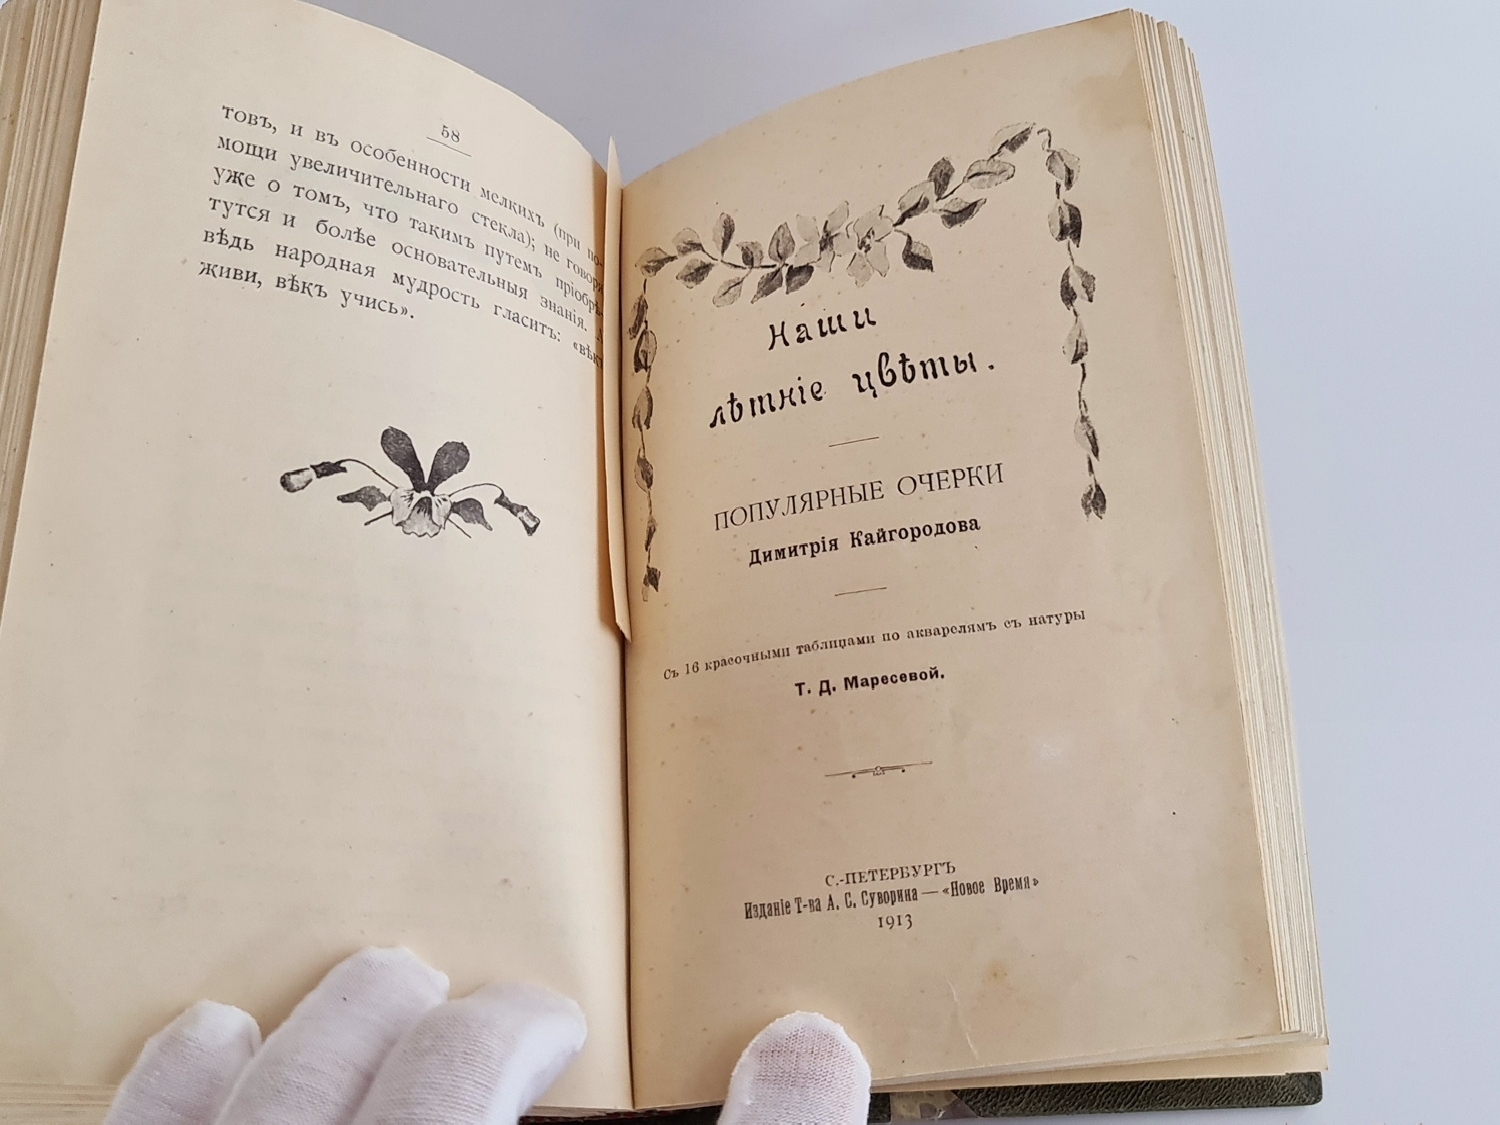 58
товъ, и въ особенности мелкихъ (при по-
мощи увеличительнаго стекла); не говоря
уже о томъ, что такимъ путемъ пріобрѣ-
тутся и болѣе основательныя знанія.
вѣдь народная мудрость гласитъ: «вѣкъ
живи, вѣкъ учись».
Наши
лѣтніе цвѣты.
ПОПУЛЯРНЫЕ ОЧЕРКИ
Димитрія Кайгородова
Съ 16 красочными таблицами по акварелямъ съ натуры
Т. Д. Маресевой.
С.-ПЕТЕРБУРГЪ
Изданіе Т-ва А. С. Суворина — «Новое Время»
1913